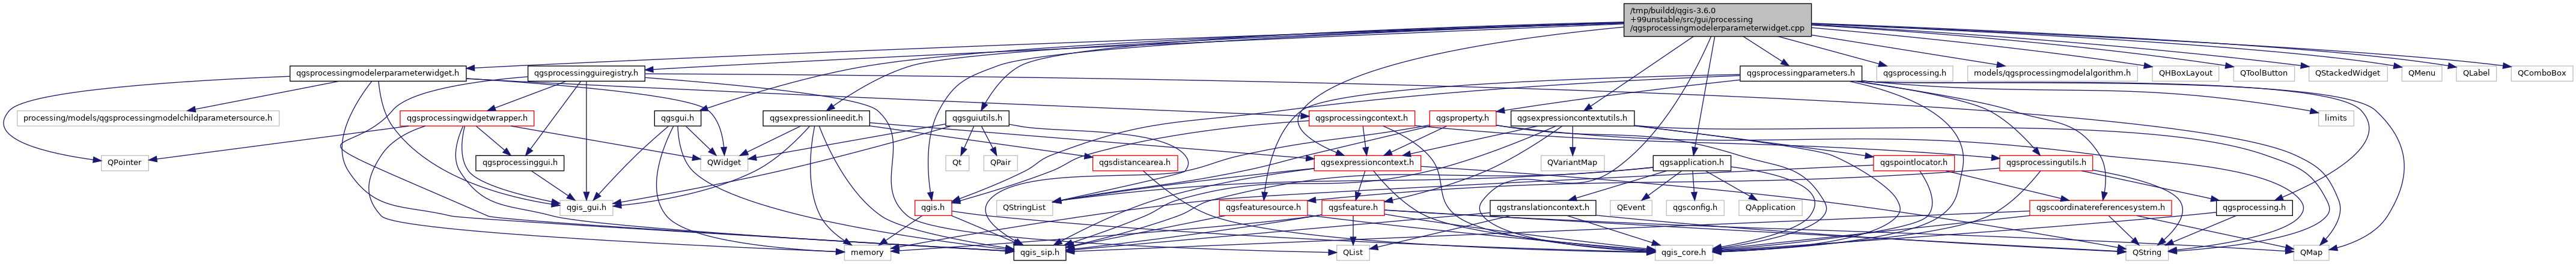 /tmp/buildd/qgis-3.6.0
+99unstable/src/gui/processing
/qgsprocessingmodelerparameterwidget.cpp
qgsprocessingmodelerparameterwidget.h
qgsprocessingguiregistry.h
qgsprocessingparameters.h
qgsprocessing.h
models/qgsprocessingmodelalgorithm.h
QHBoxLayout
QToolButton
QStackedWidget
QMenu
QLabel
QComboBox
processing/models/qgsprocessingmodelchildparametersource.h
qgsprocessingwidgetwrapper.h
qgsgui.h
qgsexpressionlineedit.h
qgsguiutils.h
qgsprocessingcontext.h
qgsproperty.h
qgsexpressioncontextutils.h
limits
QPointer
qgsprocessinggui.h
QWidget
qgsdistancearea.h
Qt
QPair
qgsexpressioncontext.h
QVariantMap
qgsapplication.h
qgspointlocator.h
qgsprocessingutils.h
qgis_gui.h
QStringList
qgis.h
qgsfeaturesource.h
qgsfeature.h
qgstranslationcontext.h
QEvent
qgsconfig.h
QApplication
qgscoordinatereferencesystem.h
qgsprocessing.h
memory
qgis_sip.h
QList
qgis_core.h
QString
QMap